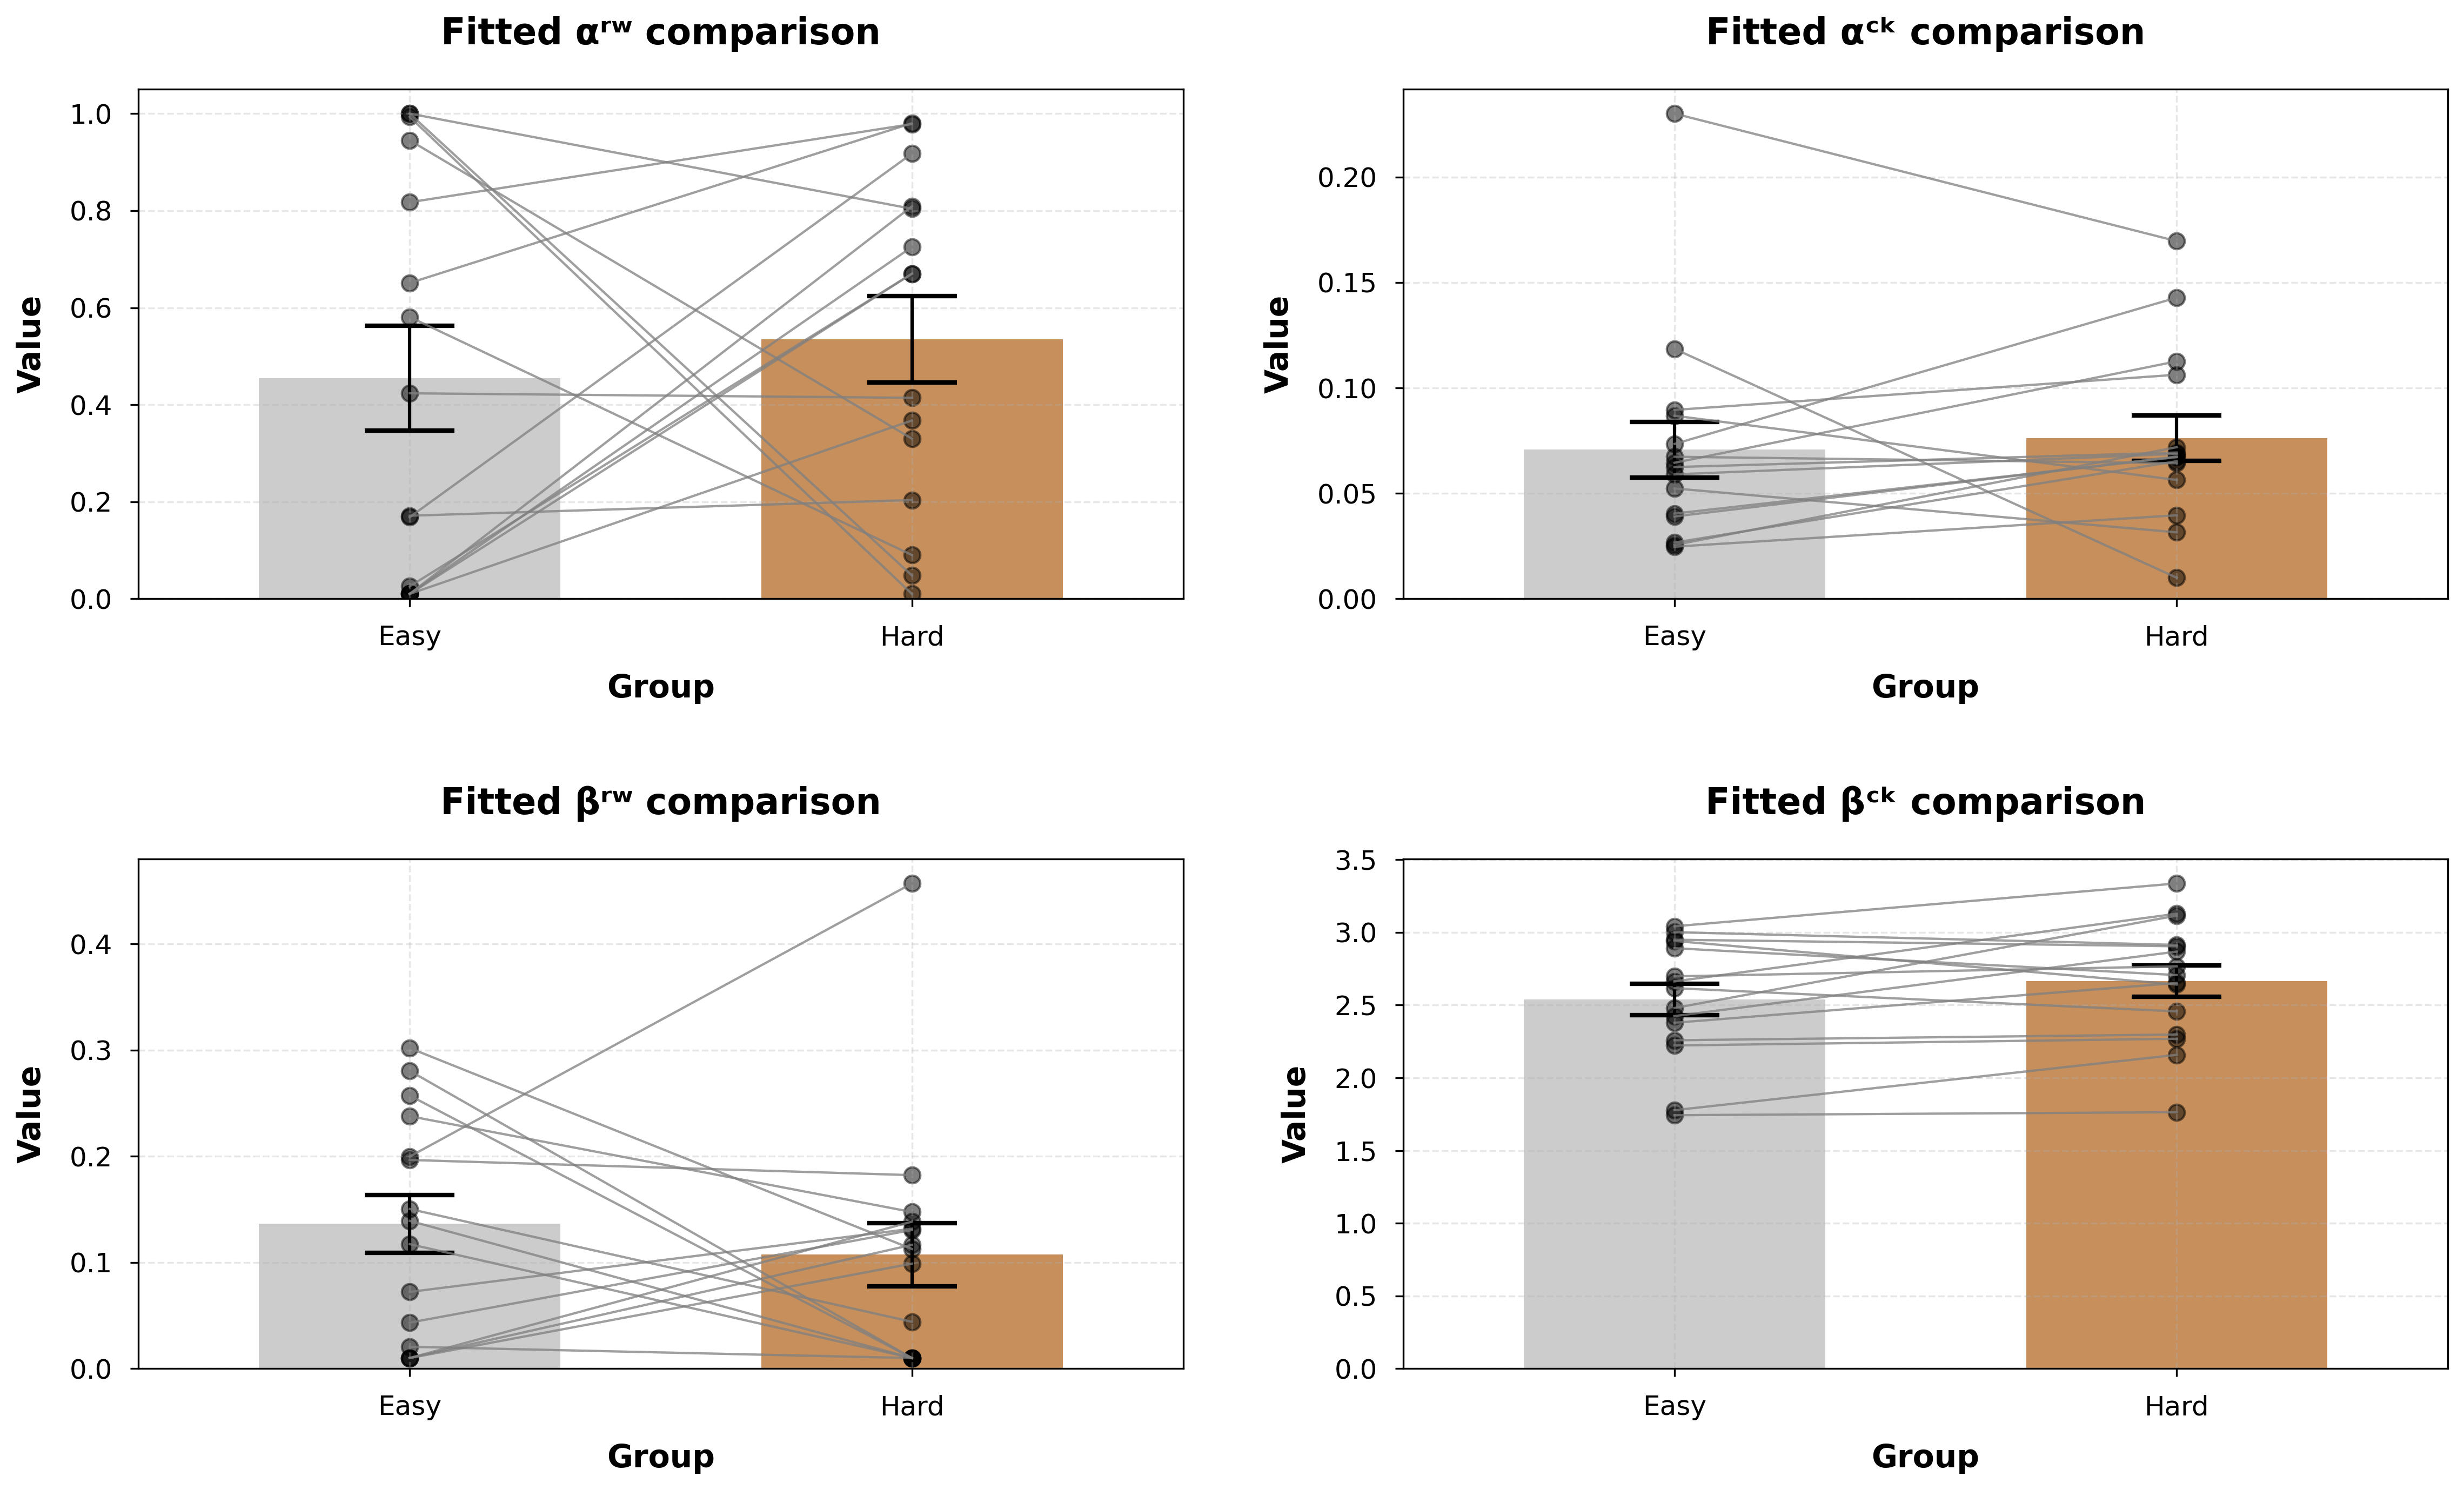 Fitted αʳʷ comparison
Value
1.0
0.8
0.6
0.4
0.2
0.0
Easy
Hard
Group
Fitted αᶜᵏ comparison
Value
0.20
0.15
0.10
0.05
0.00
Easy
Hard
Group
Fitted βʳʷ comparison
Value
0.4
0.3
0.2
0.1
0.0
Easy
Hard
Group
Fitted βᶜᵏ comparison
Value
3.5
3.0
2.5
2.0
1.5
1.0
0.5
0.0
Easy
Hard
Group